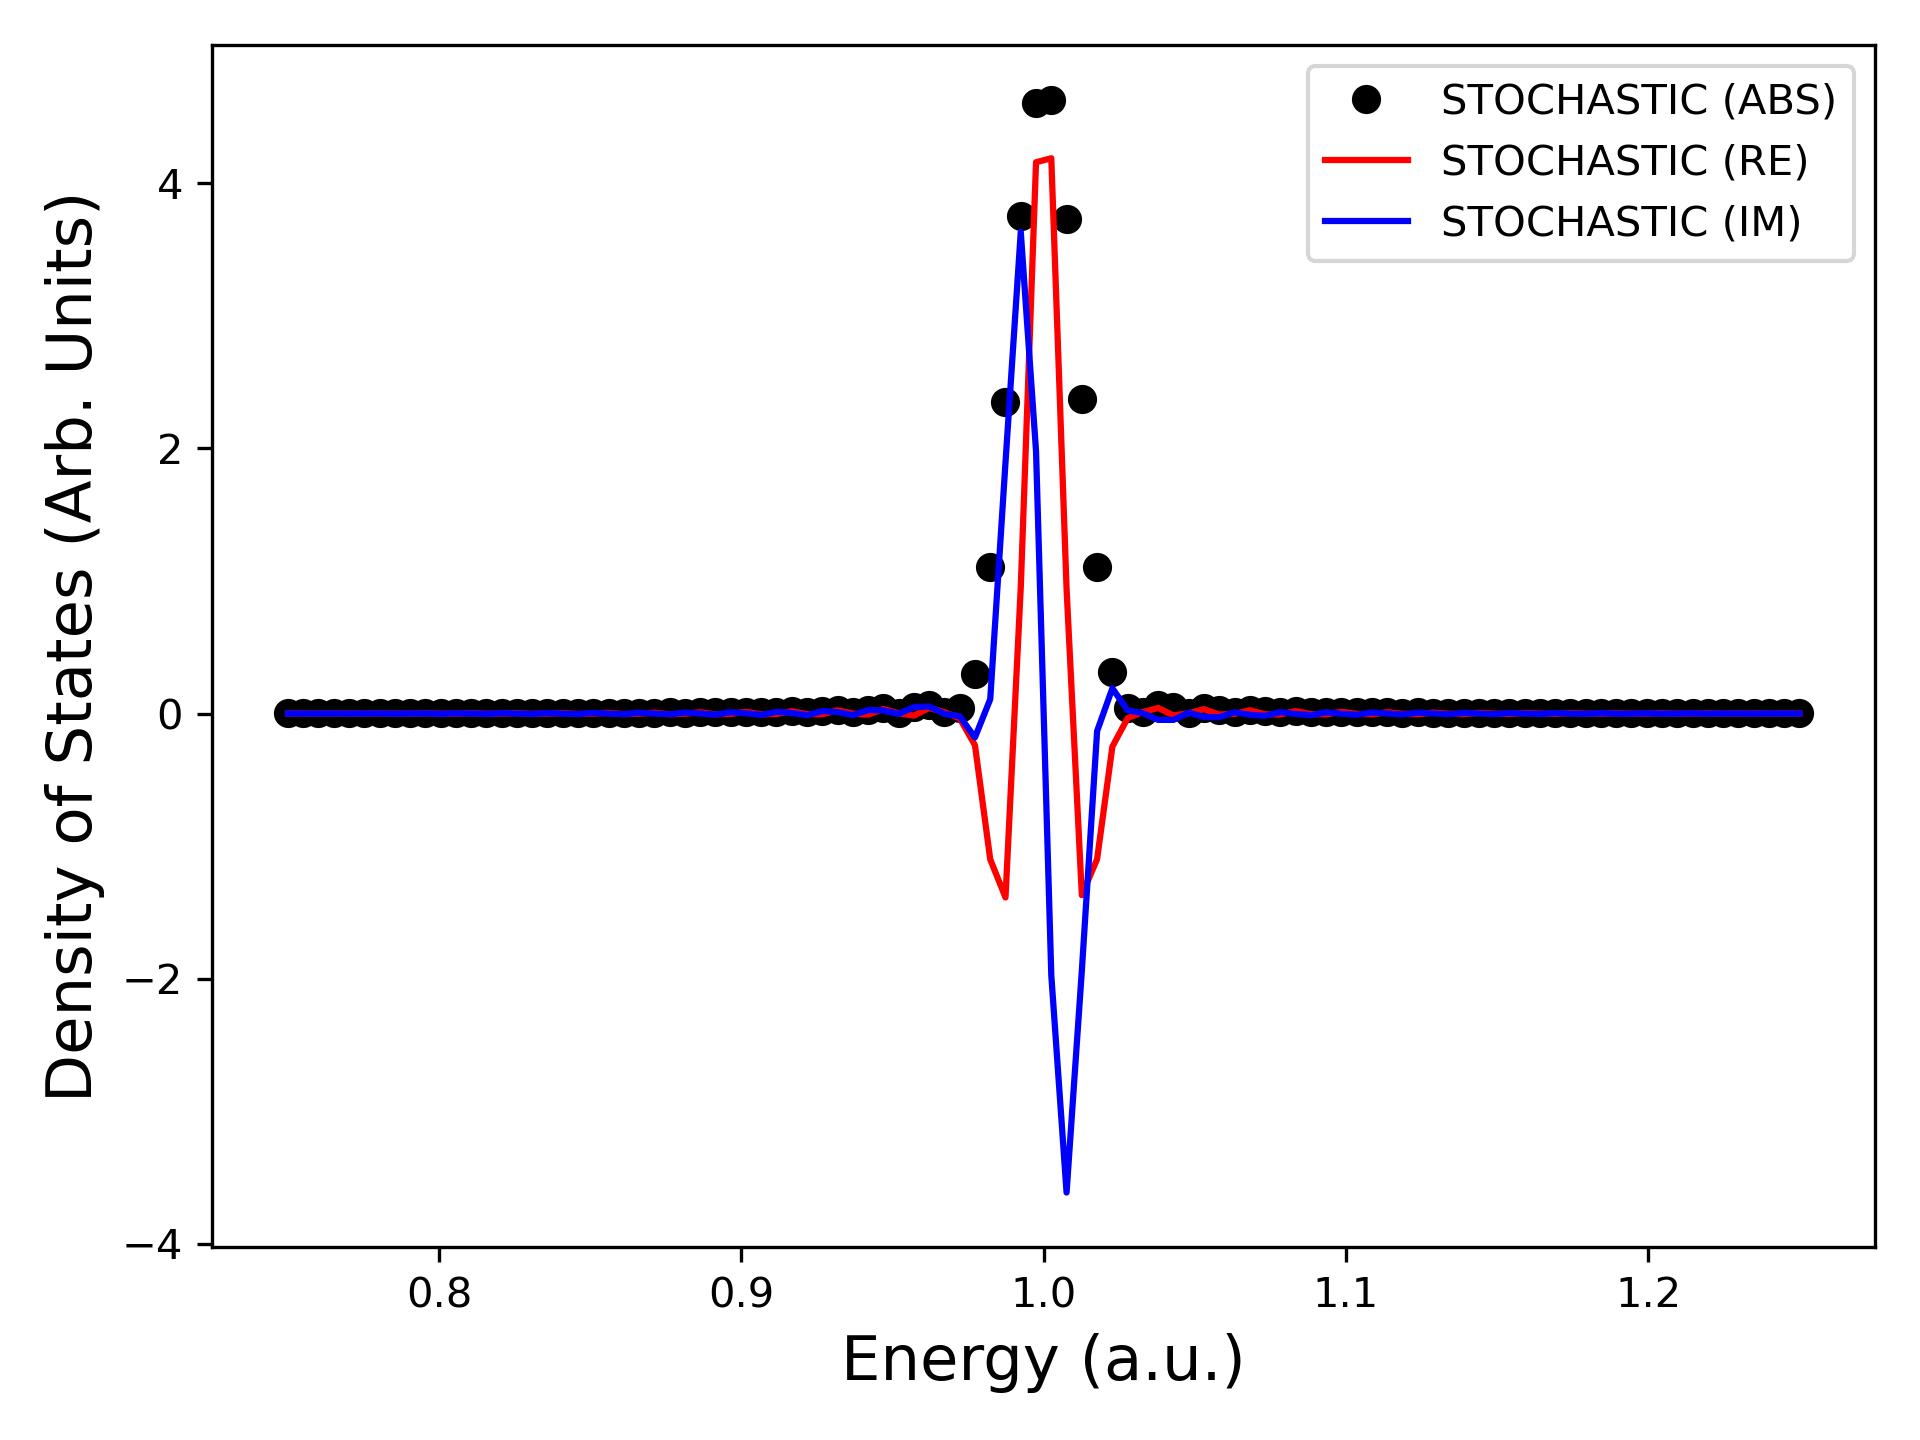 STOCHASTIC (ABS)
STOCHASTIC (RE)
STOCHASTIC (IM)
Density of States (Arb. Units)
4
2
0
−2
−4
0.8 0.9 1.0 1.1 1.2
Energy (a.u.)